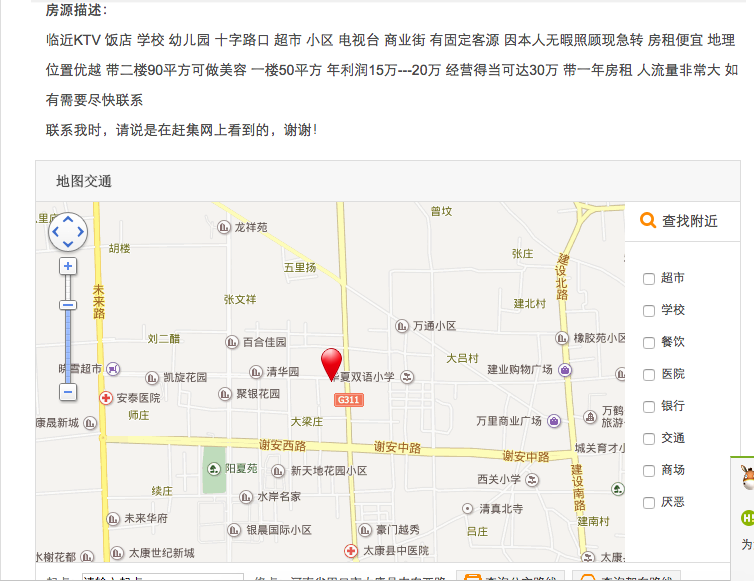 房源描述：
临近KTV 饭店 学校 幼儿园 十字路口 超市 小区 电视台 商业街 有固定客源 因本人无暇照顾现急转 房租便宜 地理
位置优越 带二楼90平方可做美容 一楼50平方 年利润15万---20万 经营得当可达30万 带一年房租 人流量非常大 如
有需要尽快联系
联系我时，请说是在赶集网上看到的，谢谢！
地图交通
查找附近
超市
学校
餐饮
医院
银行
交通
商场
厌恶
曾坟
龙祥苑
胡楼
张庄
五里杨
建设北路
未来路
张文祥
建北村
万通小区
刘二醋
百合佳园
橡胶苑小区
大吕村
超市
清华园
华夏双语小学
建业购物广场
凯旋花园
聚银花园
G311
安泰医院
师庄
大梁庄
万里商业广场
万鹤
旅游
康晟新城
谢安西路
谢安中路
谢安中路
城关育才小
阳夏苑
新天地花园小区
西关小学
建设南路
续庄
水岸名家
清真北寺
未来华府
建南村
银晨国际小区
豪门越秀
吕庄
水榭花都
太康世纪新城
太康县中医院
太康
为